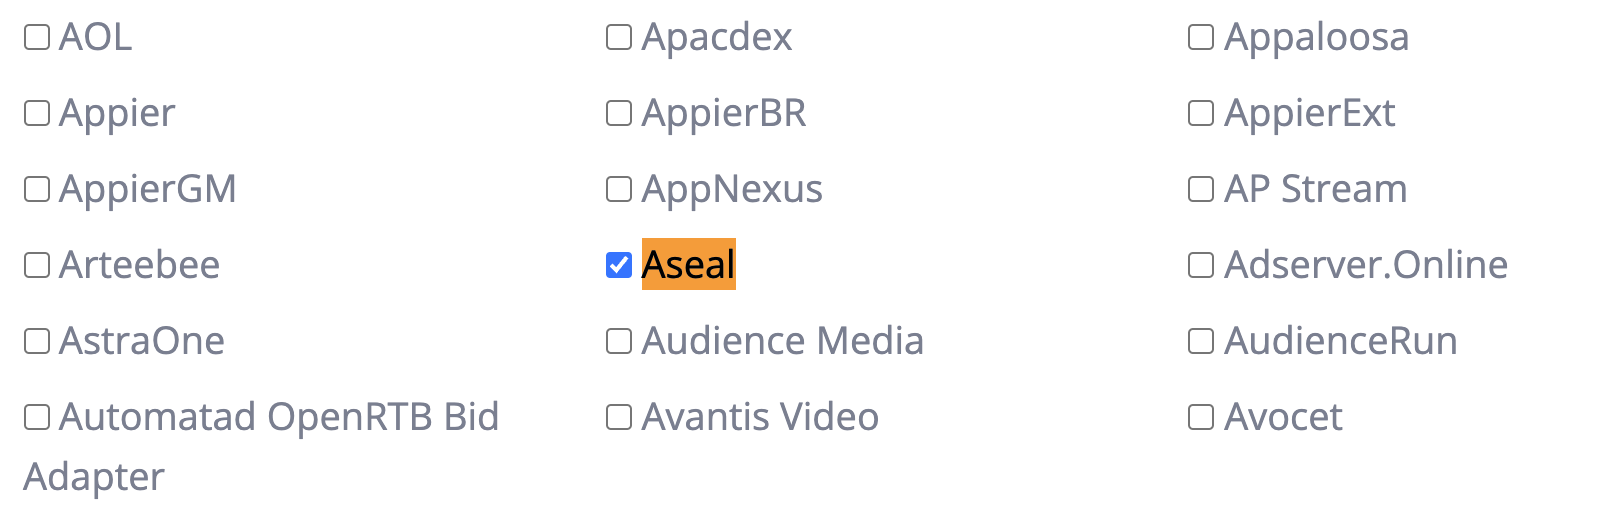 AOL Apacdex Appaloosa
Appier AppierBR AppierExt
AppierGM AppNexus AP Stream
Arteebee Aseal Adserver.Online
AstraOne Audience Media AudienceRun
Automatad OpenRTB Bid Avantis Video Avocet
Adapter